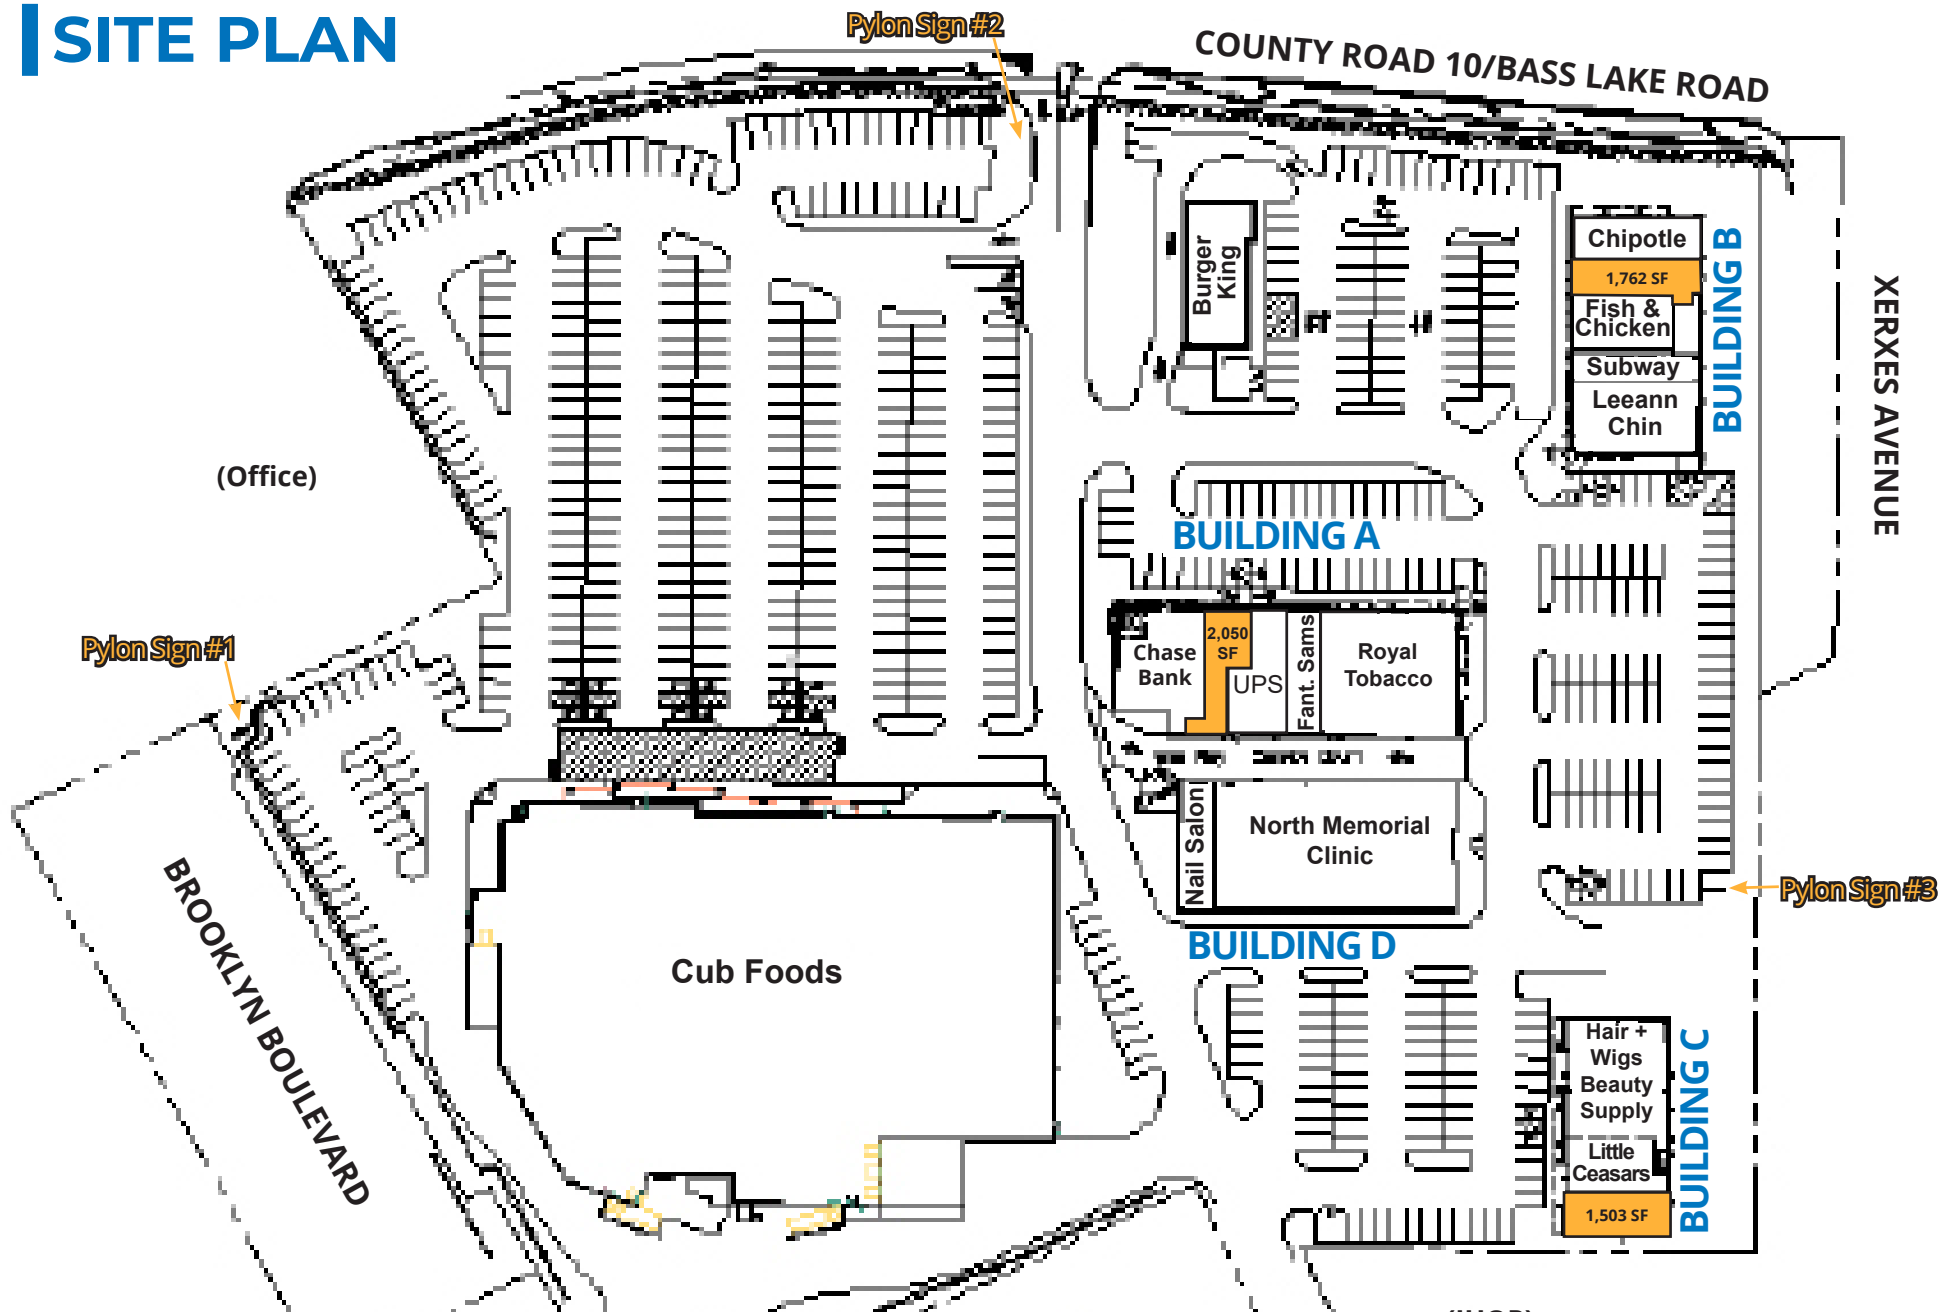 SITE PLAN
Pylon Sign #2
COUNTY ROAD 10/BASS LAKE ROAD
Chipotle
1,762 SF
Fish &
Chicken
Subway
Leeann
Chin
BUILDING B
Burger
King
XERXES AVENUE
(Office)
BUILDING A
Pylon Sign #1
Chase
Bank
2,050
SF
UPS
Fant. Sams
Royal
Tobacco
Nail Salon
North Memorial
Clinic
Pylon Sign #3
BUILDING D
BROOKLYN BOULEVARD
Cub Foods
Hair +
Wigs
Beauty
Supply
Little
Ceasars
1,503 SF
BUILDING C